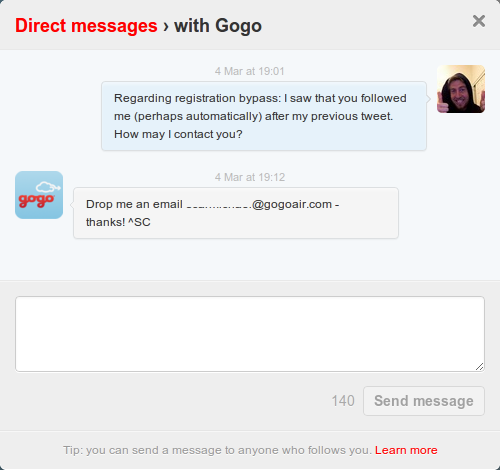 Direct messages › with Gogo
4 Mar at 19:01
Regarding registration bypass: I saw that you followed
me (perhaps automatically) after my previous tweet.
How may I contact you?
4 Mar at 19:12
gogo
Drop me an email @gogoair.com -
thanks! ^SC
140 Send message
Tip: you can send a message to anyone who follows you. Learn more